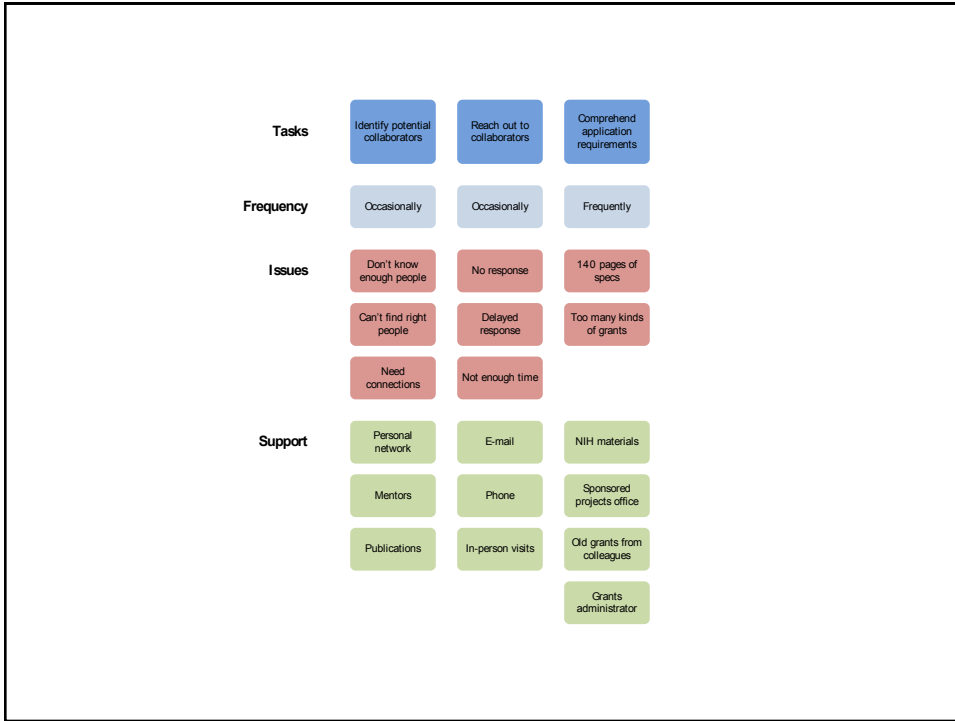 Tasks
Identify potential
collaborators
Reach out to
collaborators
Comprehend
application
requirements
Frequency
Occasionally
Occasionally
Frequently
Issues
Don't know
enough people
No response
140 pages of
specs
Can't find right
people
Delayed
response
Too many kinds
of grants
Need
connections
Not enough time
Support
Personal
network
E-mail
NIH materials
Mentors
Phone
Sponsored
projects office
Publications
In-person visits
Old grants from
colleagues
Grants
administrator